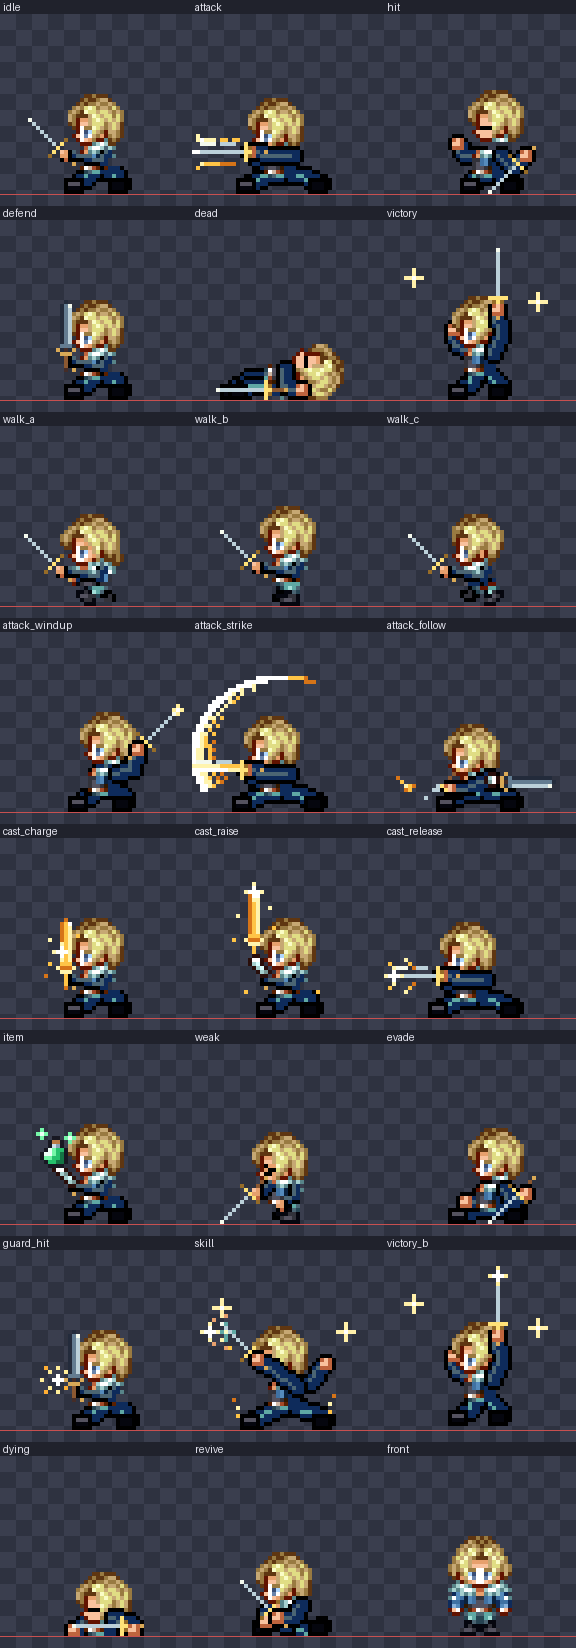 idle attack hit
defend dead victory
walk_a walk_b walk_c
attack_windup attack_strike attack_follow
cast_charge cast_raise cast_release
item weak evade
guard_hit skill victory_b
dying revive front